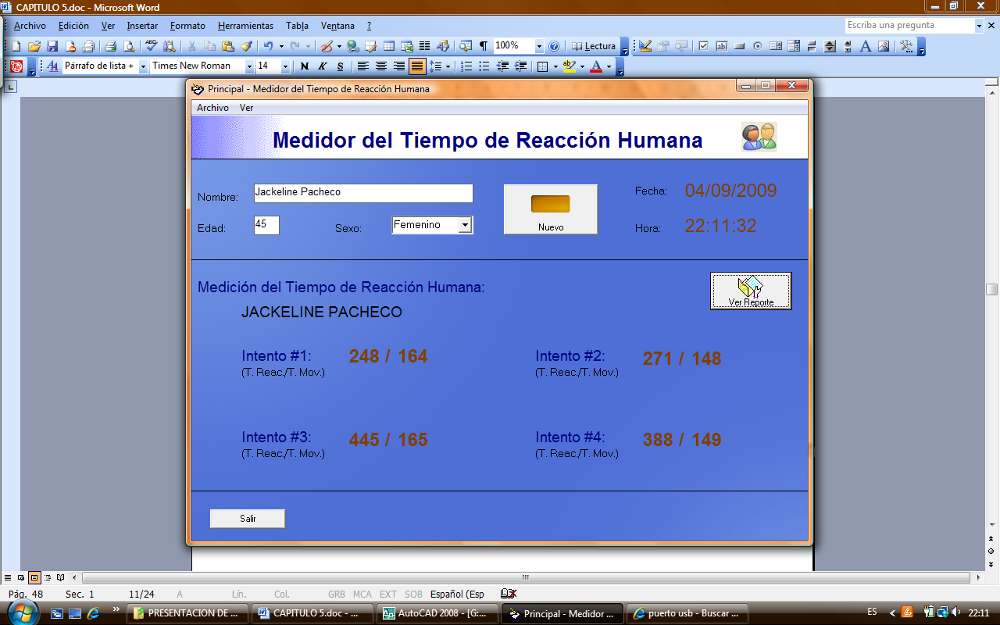 CAPITULO 5.doc - Microsoft Word
Archivo Edición Ver Insertar Formato Herramientas Tabla Ventana ?
Escriba una pregunta
100% Lectura
Párrafo de lista + Times New Roman 14 N K S
Principal - Medidor del Tiempo de Reacción Humana
Archivo Ver
Medidor del Tiempo de Reacción Humana
Nombre: Jackeline Pacheco
Nuevo
Fecha: 04/09/2009
Edad: 45 Sexo: Femenino
Hora: 22:11:32
Medición del Tiempo de Reacción Humana:
Ver Reporte
JACKELINE PACHECO
Intento #1: 248 / 164
(T. Reac./T. Mov.)
Intento #2: 271 / 148
(T. Reac./T. Mov.)
Intento #3: 445 / 165
(T. Reac./T. Mov.)
Intento #4: 388 / 149
(T. Reac./T. Mov.)
Salir
Pág. 48 Sec. 1 11/24 A Lín. Col. GRB MCA EXT SOB Español (Esp
PRESENTACION DE ... CAPITULO 5.doc - ... AutoCAD 2008 - [G:... Principal - Medidor ... puerto usb - Buscar ... ES 22:11